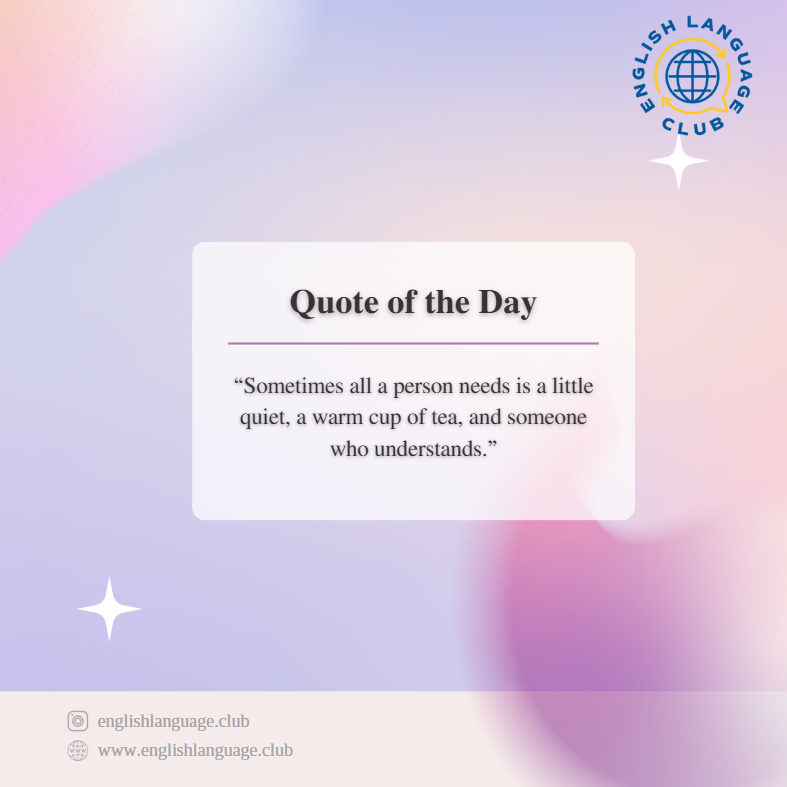 ENGLISH LANGUAGE
CLUB
Quote of the Day
“Sometimes all a person needs is a little
quiet, a warm cup of tea, and someone
who understands.”
englishlanguage.club
www.englishlanguage.club